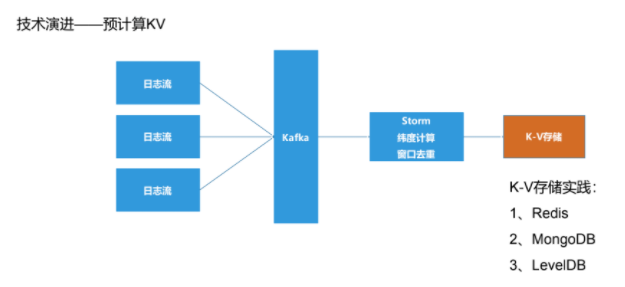 技术演进——预计算KV
日志流
日志流
日志流
Kafka
Storm
纬度计算
窗口去重
K-V存储
K-V存储实践：
1、Redis
2、MongoDB
3、LevelDB